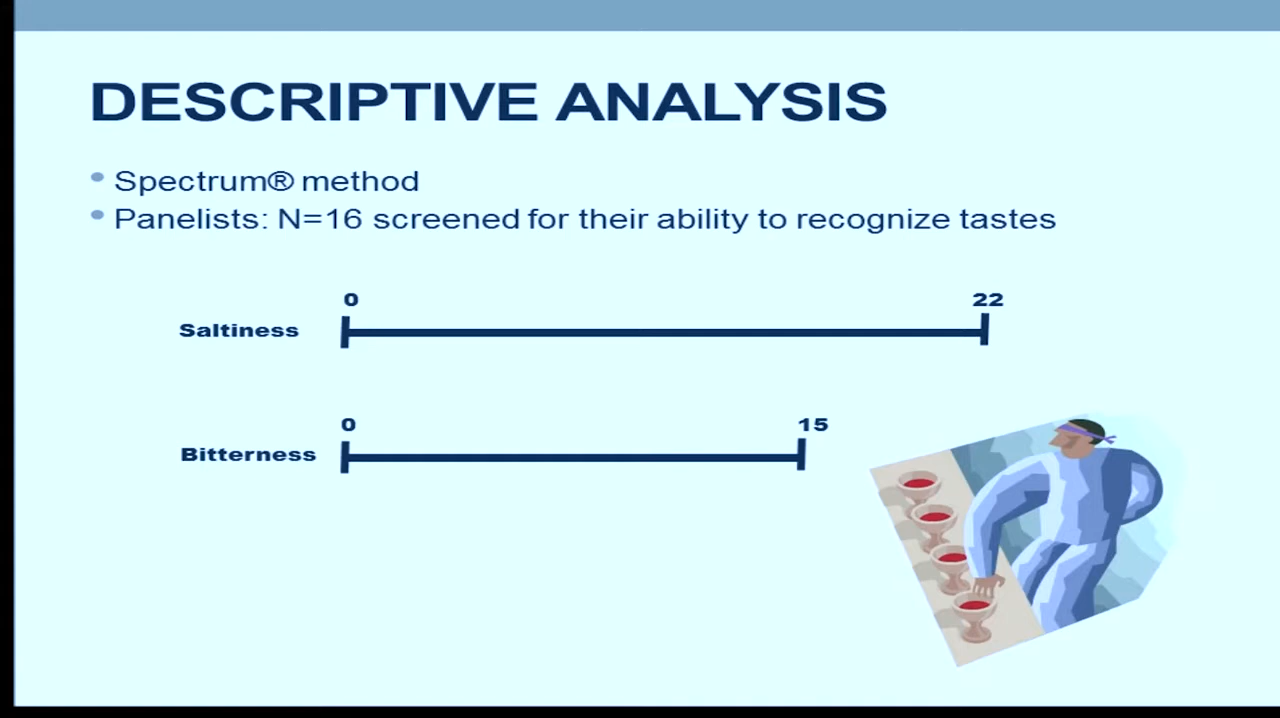 DESCRIPTIVE ANALYSIS
• Spectrum® method
• Panelists: N=16 screened for their ability to recognize tastes
0 22
Saltiness
0 15
Bitterness